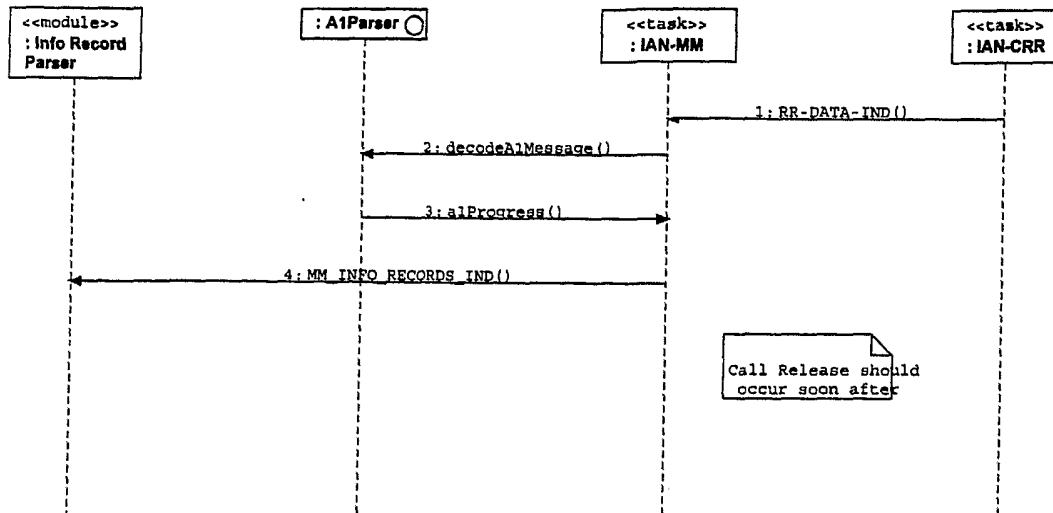 <<module>>
: Info Record
Parser
: A1Parser
<<task>>
: IAN-MM
<<task>>
: IAN-CRR
1: RR-DATA-IND()
2: decodeA1Message()
3: a1Progress()
4: MM_INFO_RECORDS_IND()
Call Release should
occur soon after